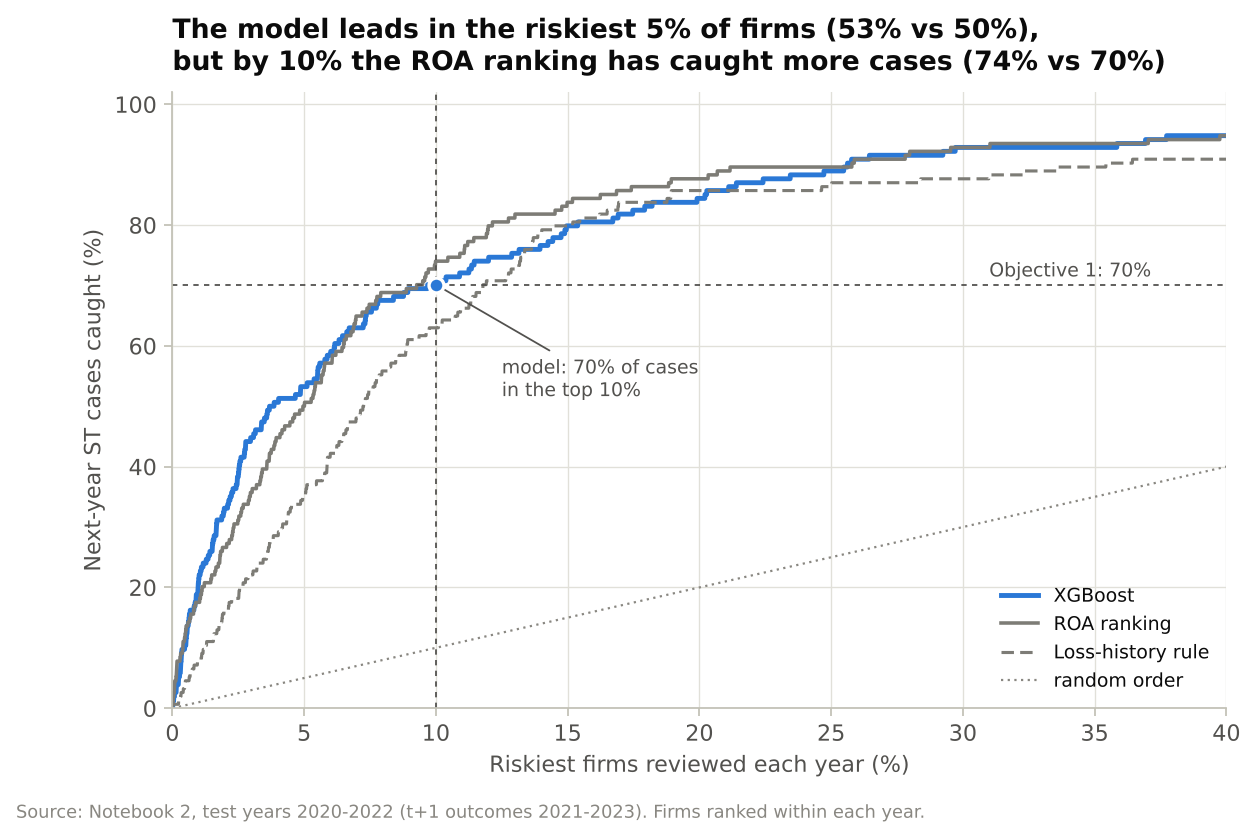 The model leads in the riskiest 5% of firms (53% vs 50%),
but by 10% the ROA ranking has caught more cases (74% vs 70%)
Next-year ST cases caught (%)
100
80
60
40
20
0
Objective 1: 70%
model: 70% of cases
in the top 10%
XGBoost
ROA ranking
Loss-history rule
random order
0 5 10 15 20 25 30 35 40
Riskiest firms reviewed each year (%)
Source: Notebook 2, test years 2020-2022 (t+1 outcomes 2021-2023). Firms ranked within each year.